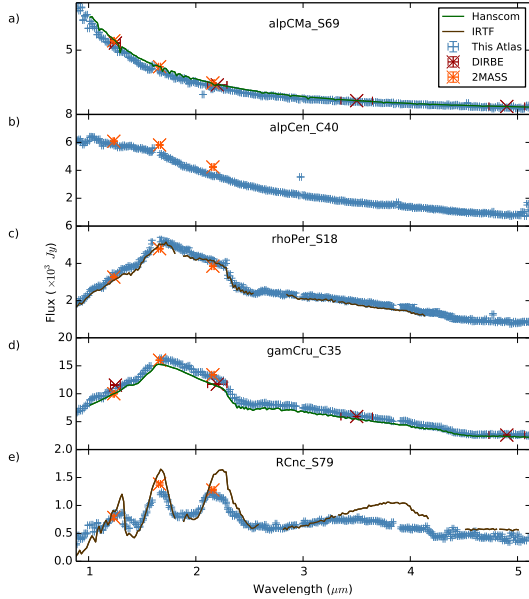 a)
alpCMa_S69
Hanscom
IRTF
This Atlas
DIRBE
2MASS
5
b)
alpCen_C40
6
4
2
6
c)
rhoPer_S18
4
2
20
Flux ( ×10³ Jy)
d)
gamCru_C35
15
10
5
2.0
e)
RCnc_S79
1.5
1.0
0.5
0.0
1 2 3 4 5
Wavelength (μm)